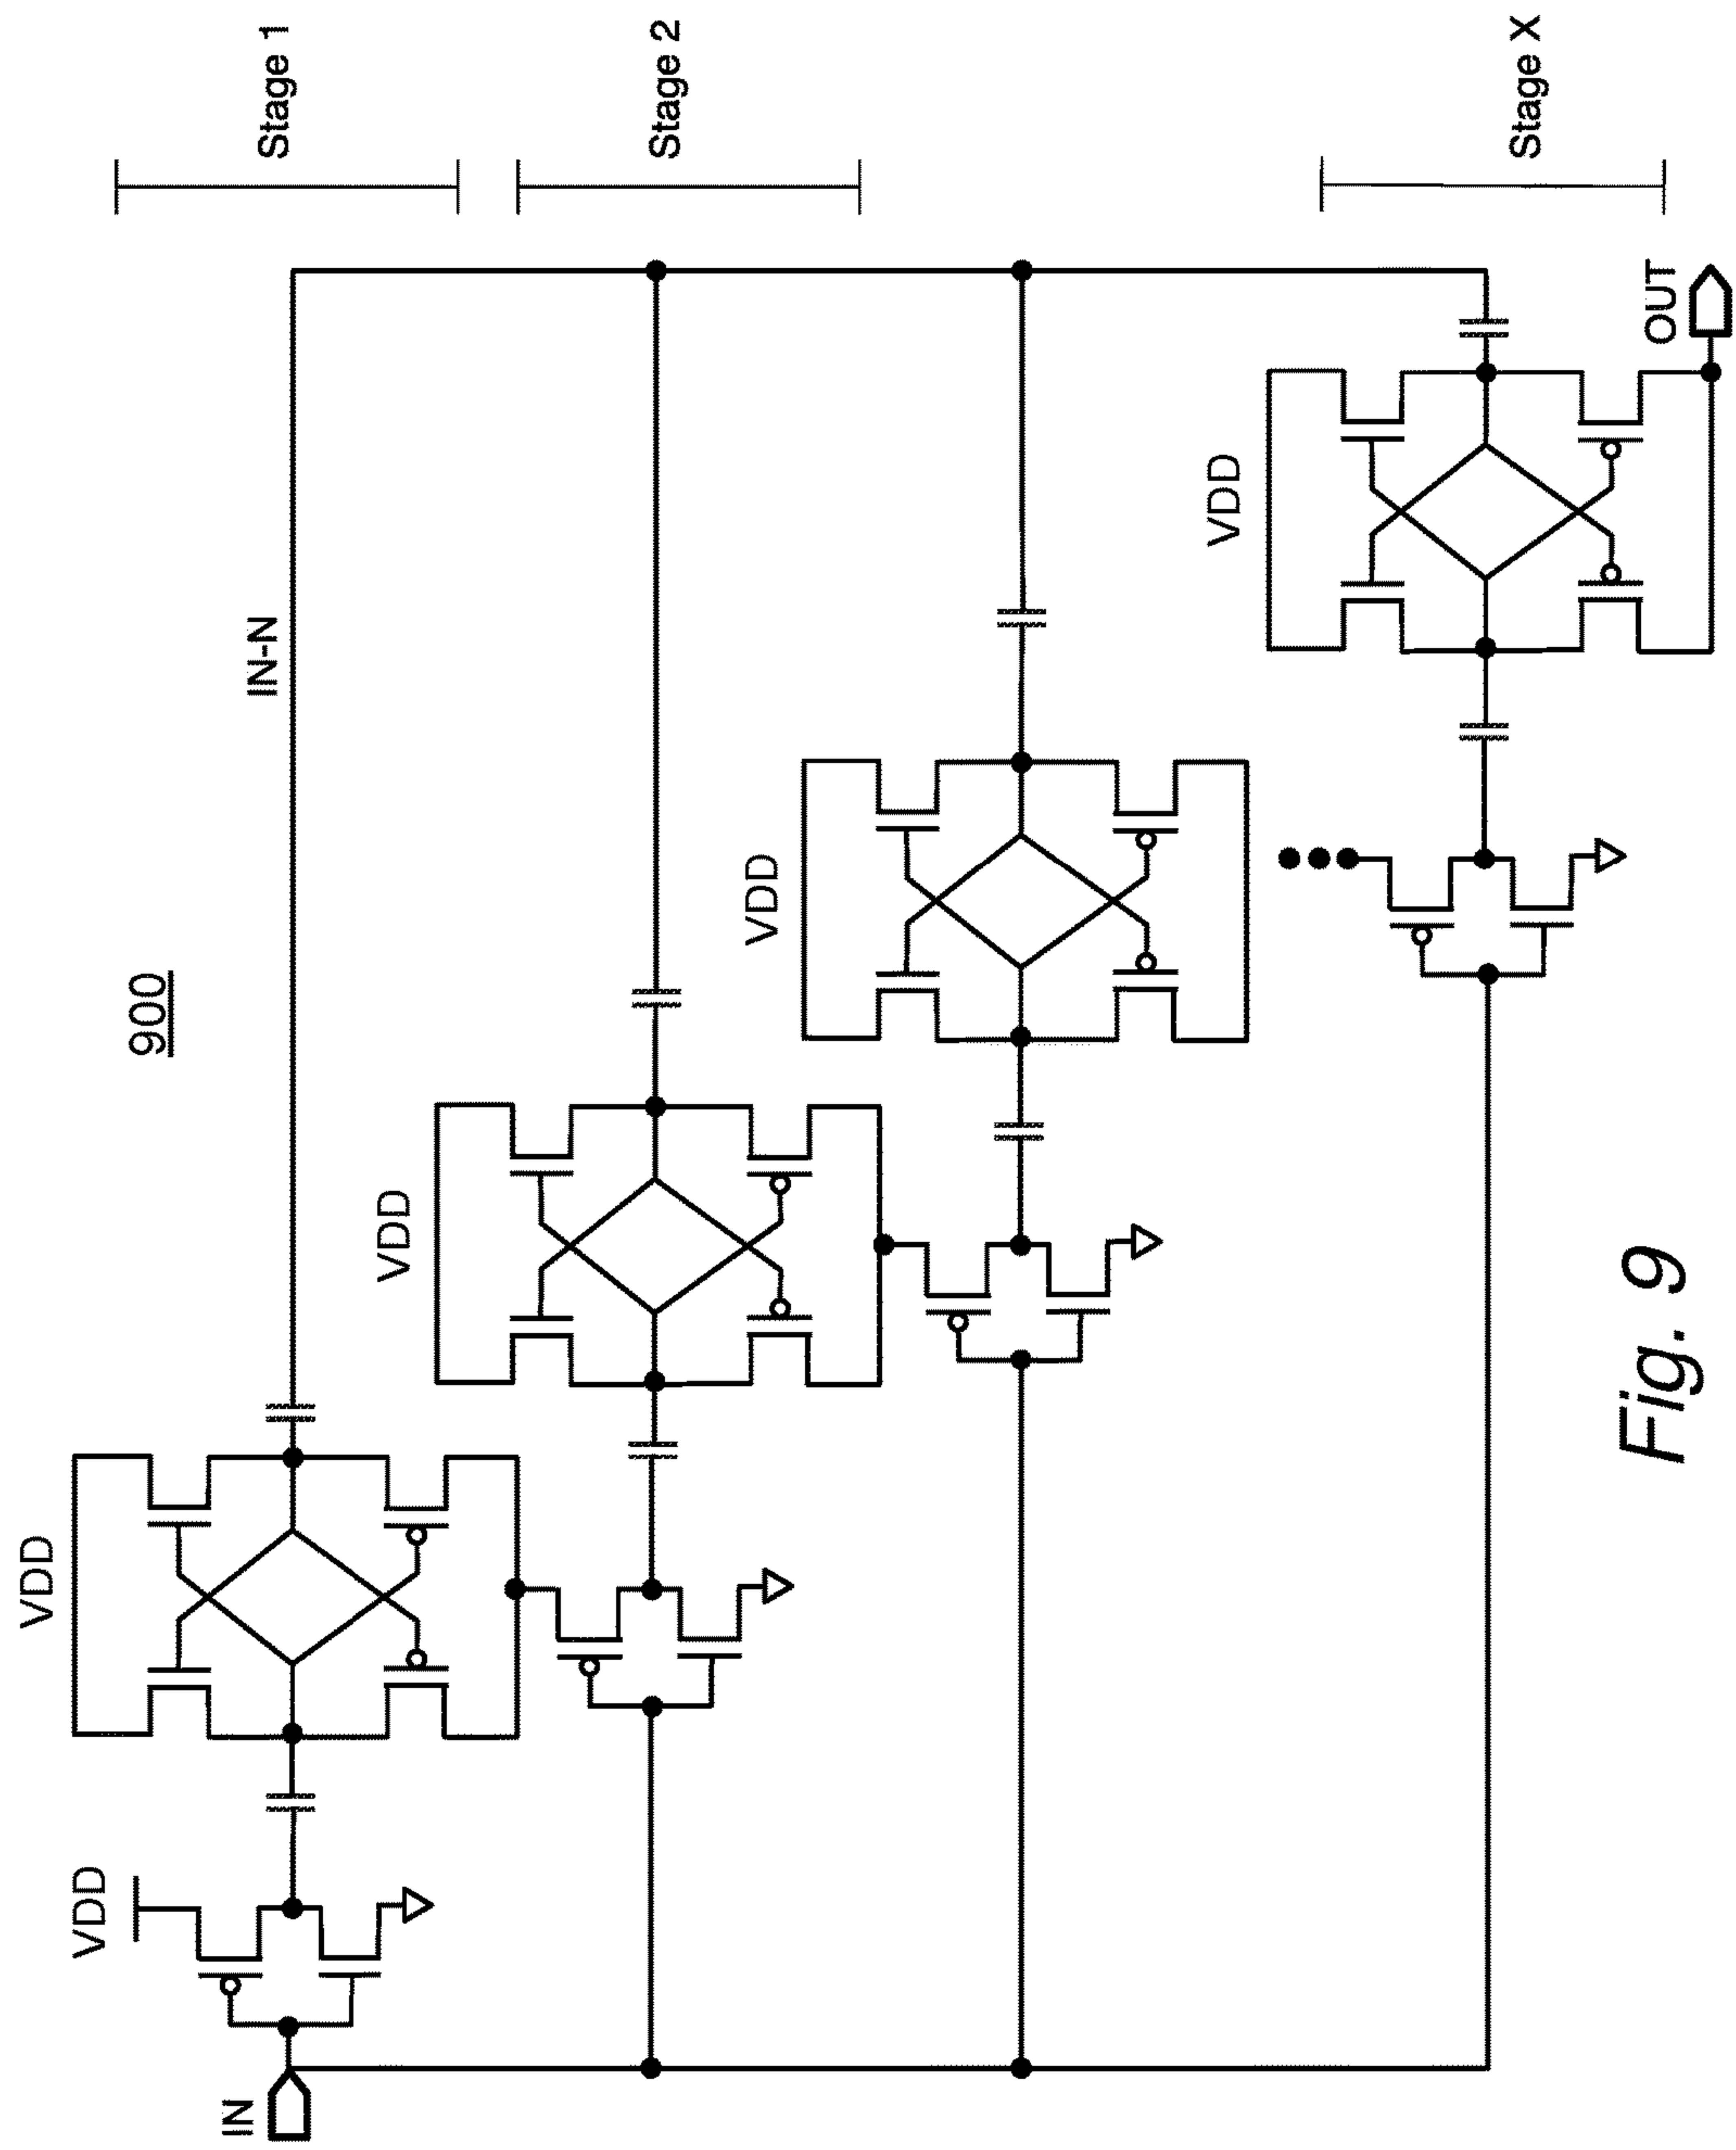 900
Stage 1
Stage 2
Stage X
VDD
VDD
VDD
VDD
VDD
IN-N
IN
OUT
Fig. 9